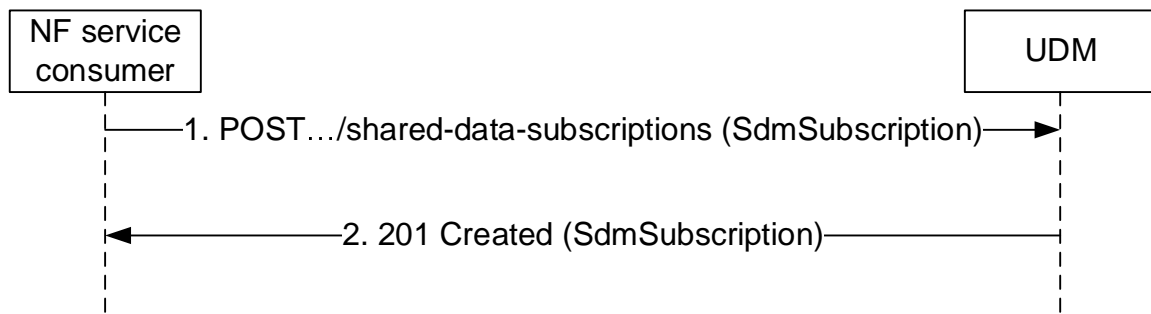 NF service
consumer
UDM
1. POST…/shared-data-subscriptions (SdmSubscription)
2. 201 Created (SdmSubscription)